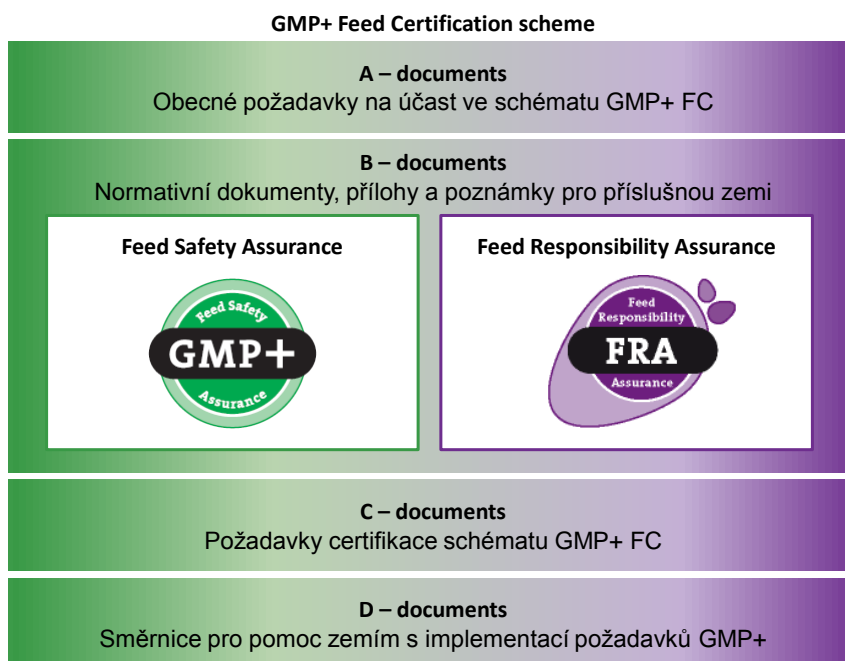 GMP+ Feed Certification scheme
A – documents
Obecné požadavky na účast ve schématu GMP+ FC
B – documents
Normativní dokumenty, přílohy a poznámky pro příslušnou zemi
Feed Safety Assurance
Feed Safety
GMP+
Assurance
Feed Responsibility Assurance
Feed
Responsibility
FRA
Assurance
C – documents
Požadavky certifikace schématu GMP+ FC
D – documents
Směrnice pro pomoc zemím s implementací požadavků GMP+